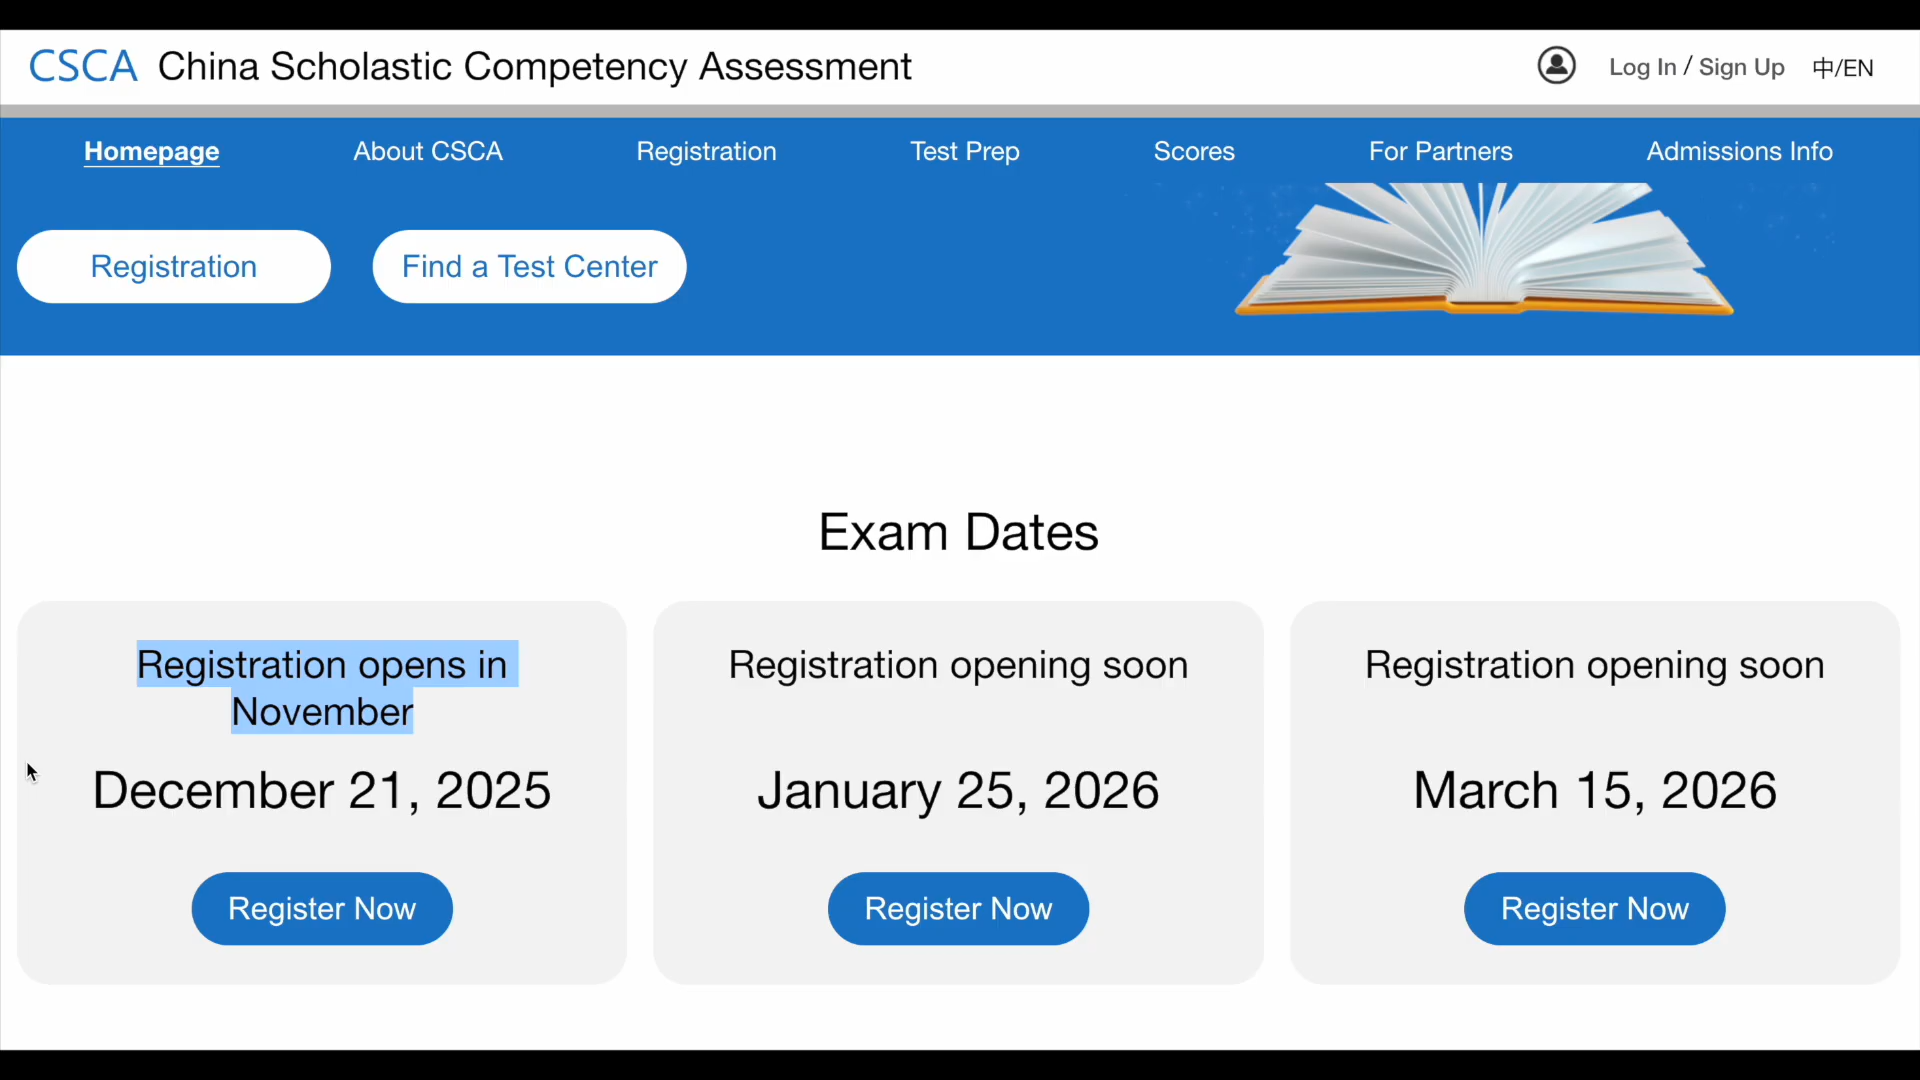 CSCA China Scholastic Competency Assessment
Log In / Sign Up 中/EN
Homepage About CSCA Registration Test Prep Scores For Partners Admissions Info
Registration Find a Test Center
Exam Dates
Registration opens in
November
December 21, 2025
Register Now
Registration opening soon
January 25, 2026
Register Now
Registration opening soon
March 15, 2026
Register Now